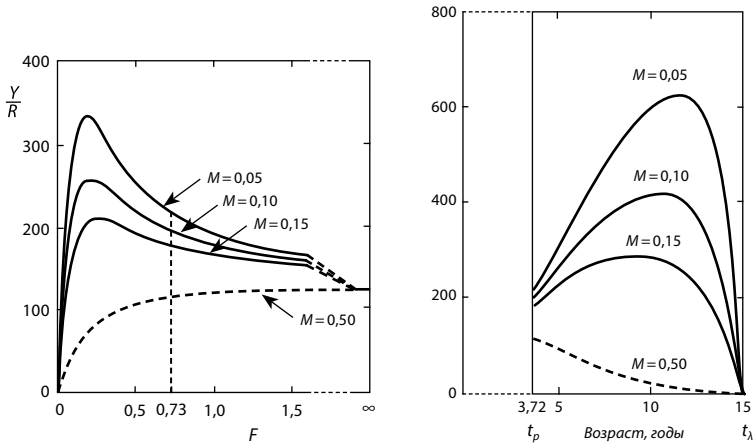 400
Y
R
300
200
100
0
M = 0,05
M = 0,10
M = 0,15
M = 0,50
0 0,5 0,73 1,0 1,5 ∞
F
800
600
400
200
0
M = 0,05
M = 0,10
M = 0,15
M = 0,50
3,72 5 10 15
tp Возраст, годы tλ